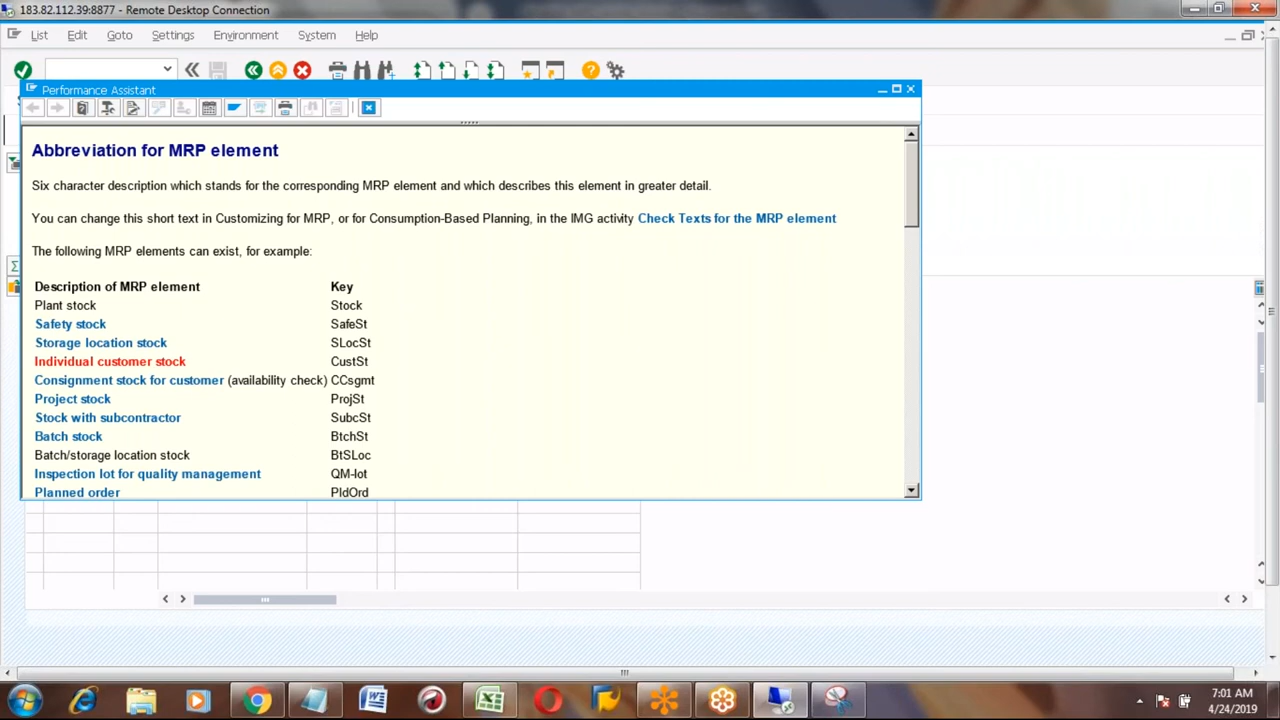 183.82.112.39:8877 - Remote Desktop Connection
List Edit Goto Settings Environment System Help
Performance Assistant
Abbreviation for MRP element
Six character description which stands for the corresponding MRP element and which describes this element in greater detail.
You can change this short text in Customizing for MRP, or for Consumption-Based Planning, in the IMG activity Check Texts for the MRP element
The following MRP elements can exist, for example:
Description of MRP element Key
Plant stock Stock
Safety stock SafeSt
Storage location stock SLocSt
Individual customer stock CustSt
Consignment stock for customer (availability check) CCsgmt
Project stock ProjSt
Stock with subcontractor SubcSt
Batch stock BtchSt
Batch/storage location stock BtSLoc
Inspection lot for quality management QM-lot
Planned order PldOrd
7:01 AM
4/24/2019